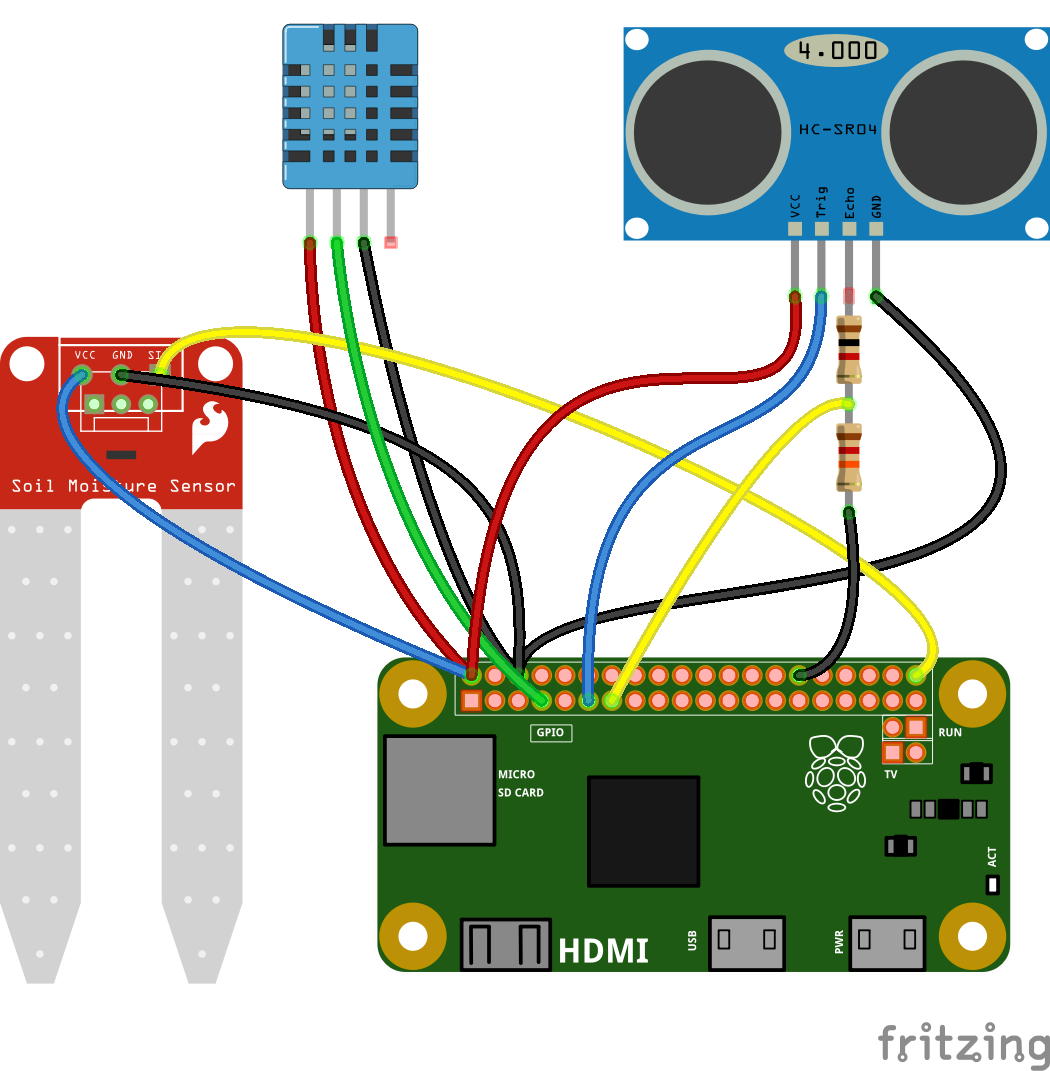 4.000
HC-SR04
VCC
Trig
Echo
GND
VCC GND
Soil Moisture Sensor
GPIO
RUN
MICRO
SD CARD
TV
ACT
HDMI
USB
PWR
fritzing